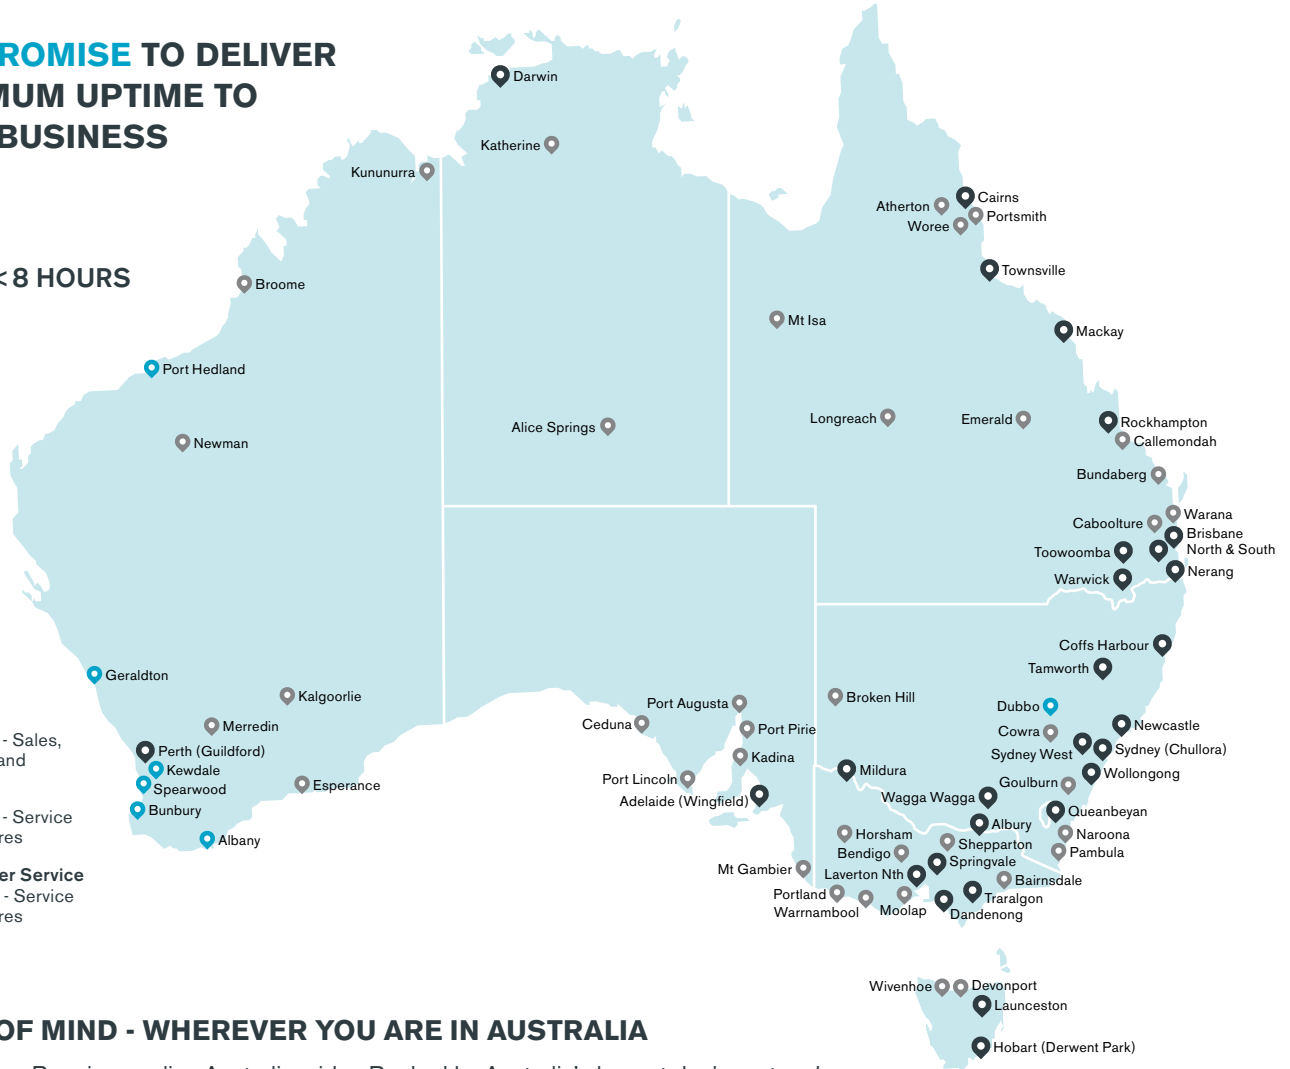 ROMISE TO DELIVER
MUM UPTIME TO
BUSINESS
<8 HOURS
Darwin
Katherine
Kununurra
Broome
Port Hedland
Newman
Alice Springs
Cairns
Atherton
Portsmith
Woree
Townsville
Mt Isa
Mackay
Longreach
Emerald
Rockhampton
Callemondah
Bundaberg
Warana
Caboolture
Brisbane
North & South
Toowoomba
Nerang
Warwick
Geraldton
Kalgoorlie
Merredin
Perth (Guildford)
Kewdale
Spearwood
Bunbury
Esperance
Albany
Port Augusta
Ceduna
Port Pirie
Kadina
Port Lincoln
Adelaide (Wingfield)
Mt Gambier
Coffs Harbour
Tamworth
Broken Hill
Dubbo
Newcastle
Cowra
Sydney West
Sydney (Chullora)
Wollongong
Goulburn
Mildura
Wagga Wagga
Queanbeyan
Albury
Naroona
Pambula
Horsham
Shepparton
Bendigo
Springvale
Laverton Nth
Bairnsdale
Portland
Warrnambool
Moolap
Traralgon
Dandenong
Wivenhoe
Devonport
Launceston
Hobart (Derwent Park)
- Sales,
and
- Service
res
er Service
- Service
res
OF MIND - WHEREVER YOU ARE IN AUSTRALIA